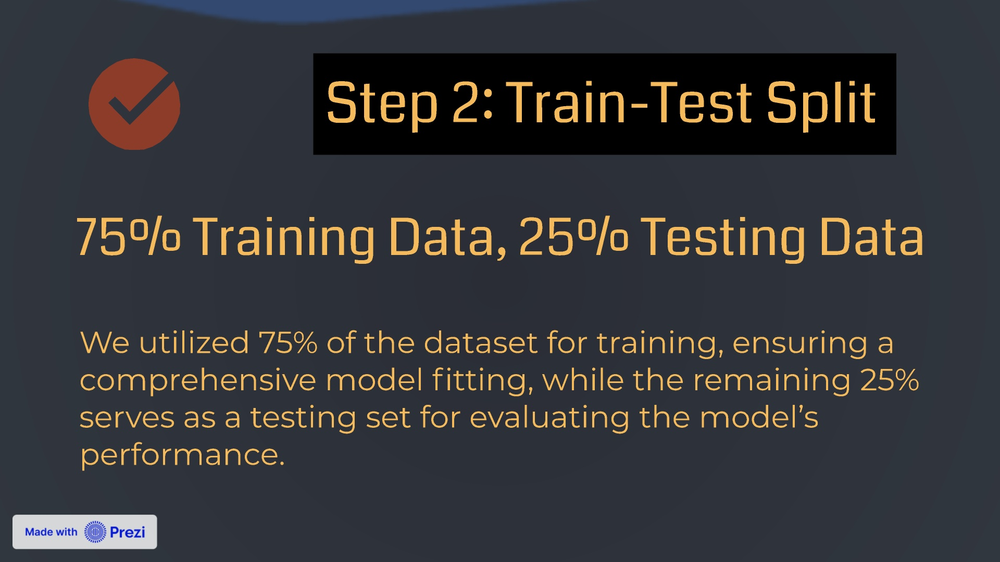 Step 2: Train-Test Split
75% Training Data, 25% Testing Data
We utilized 75% of the dataset for training, ensuring a
comprehensive model fitting, while the remaining 25%
serves as a testing set for evaluating the model’s
performance.
Made with Prezi